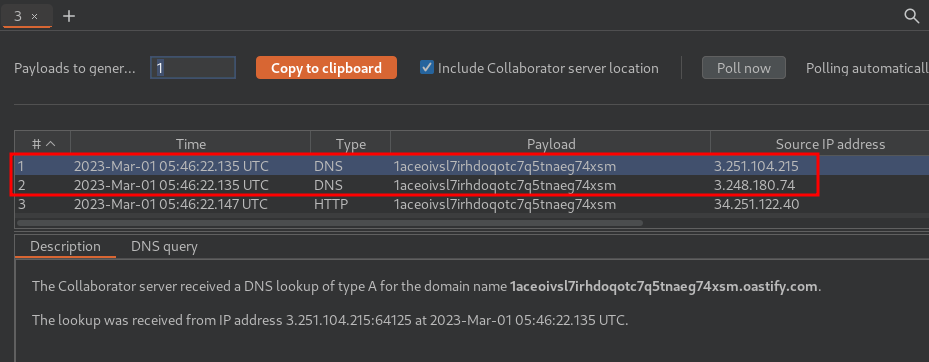 3 × +
Payloads to gener... 1 Copy to clipboard Include Collaborator server location Poll now Polling automaticall
# Time Type Payload Source IP address
1 2023-Mar-01 05:46:22.135 UTC DNS 1aceoivsl7irhdoqotc7q5tnaeg74xsm 3.251.104.215
2 2023-Mar-01 05:46:22.135 UTC DNS 1aceoivsl7irhdoqotc7q5tnaeg74xsm 3.248.180.74
3 2023-Mar-01 05:46:22.147 UTC HTTP 1aceoivsl7irhdoqotc7q5tnaeg74xsm 34.251.122.40
Description DNS query
The Collaborator server received a DNS lookup of type A for the domain name 1aceoivsl7irhdoqotc7q5tnaeg74xsm.oastify.com.
The lookup was received from IP address 3.251.104.215:64125 at 2023-Mar-01 05:46:22.135 UTC.